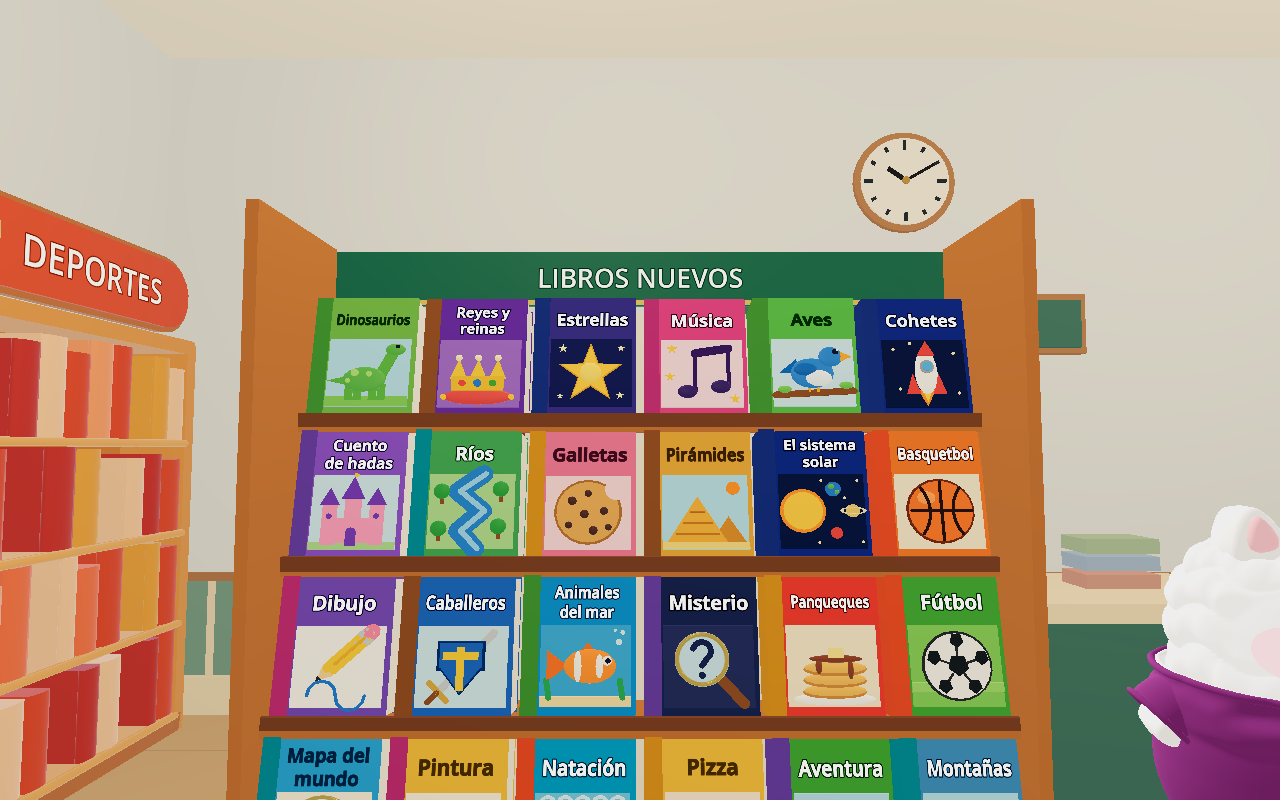 DEPORTES
LIBROS NUEVOS
Dinosaurios
Reyes y
reinas
Estrellas
Música
Aves
Cohetes
Cuento
de hadas
Ríos
Galletas
Pirámides
El sistema
solar
Basquetbol
Dibujo
Caballeros
Animales
del mar
Misterio
?
Panqueques
Fútbol
Mapa del
mundo
Pintura
Natación
Pizza
Aventura
Montañas